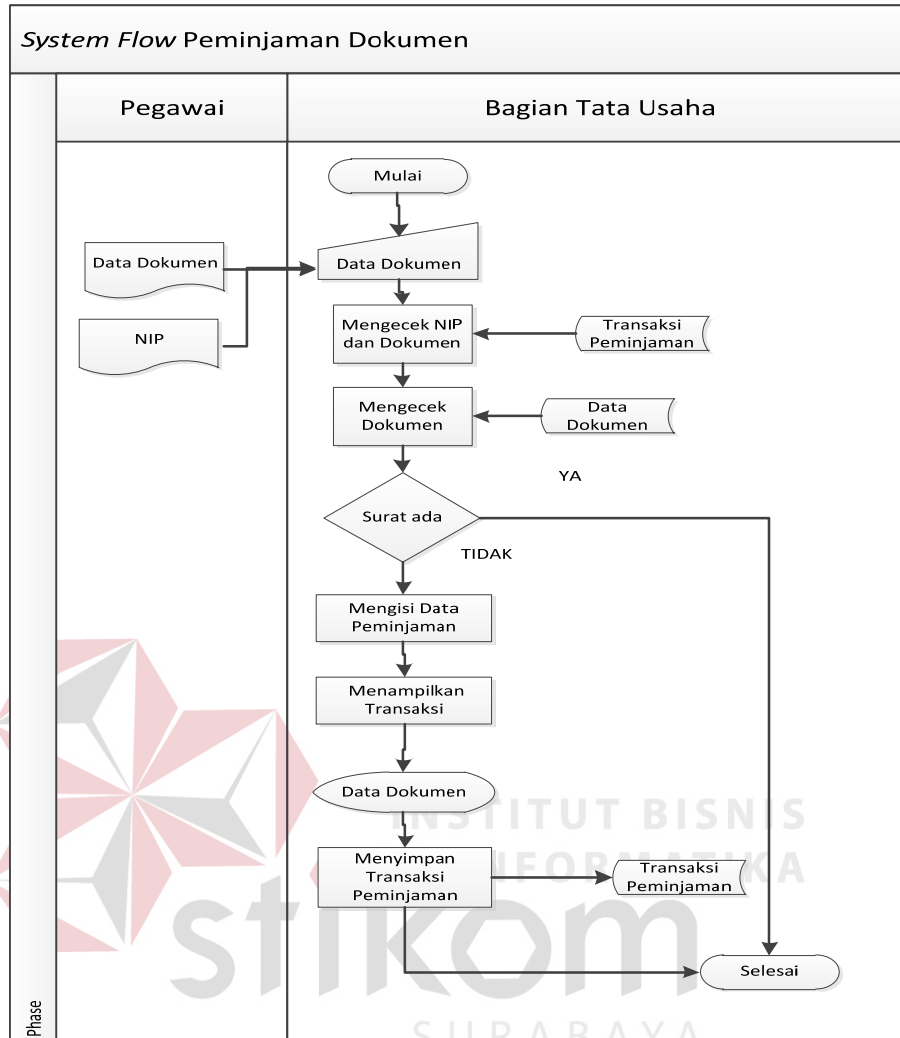 System Flow Peminjaman Dokumen
Pegawai
Bagian Tata Usaha
Mulai
Data Dokumen
Data Dokumen
NIP
Mengecek NIP
dan Dokumen
Transaksi
Peminjaman
Mengecek
Dokumen
Data
Dokumen
YA
Surat ada
TIDAK
Mengisi Data
Peminjaman
Menampilkan
Transaksi
Data Dokumen
INSTITUT BISNIS
INFORMATIKA
Menyimpan
Transaksi
Peminjaman
Transaksi
Peminjaman
stikom
Selesai
SURABAYA
Phase